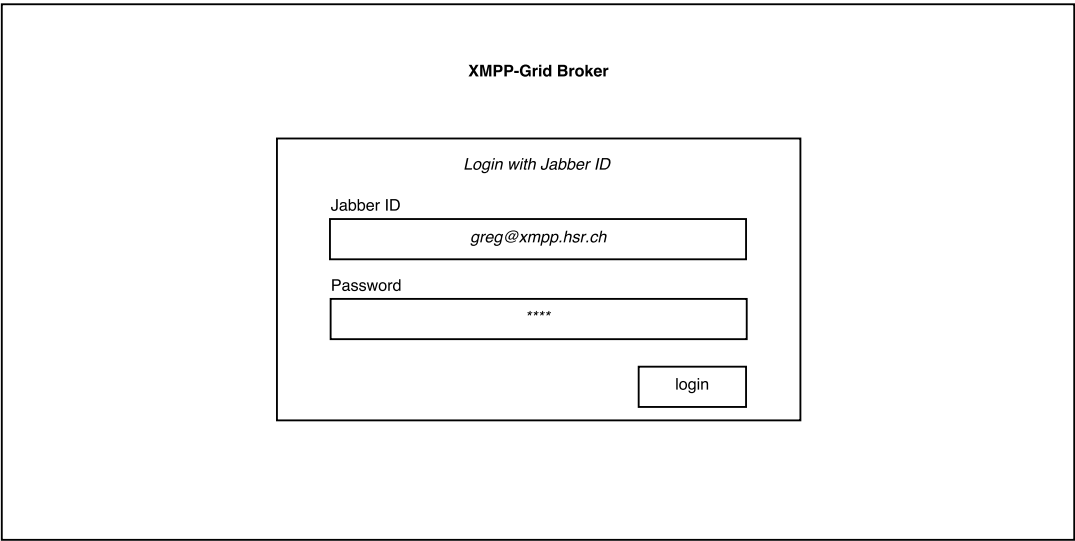 XMPP-Grid Broker
Login with Jabber ID
Jabber ID
greg@xmpp.hsr.ch
Password
****
login